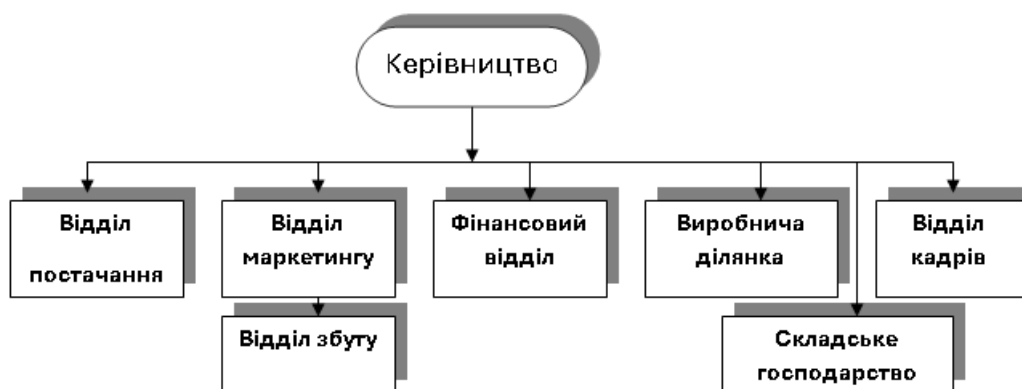 Керівництво
Відділ
постачання
Відділ
маркетингу
Фінансовий
відділ
Виробнича
ділянка
Відділ
кадрів
Відділ збуту
Складське
господарство